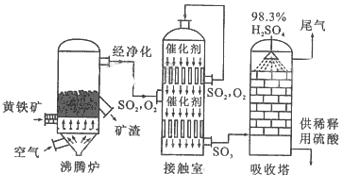 98.3%
H₂SO₄
尾气
经净化
催化剂
SO₂,O₂
催化剂
SO₂,O₂
黄铁矿
矿渣
空气
SO₃
供稀释
用硫酸
沸腾炉
接触室
吸收塔